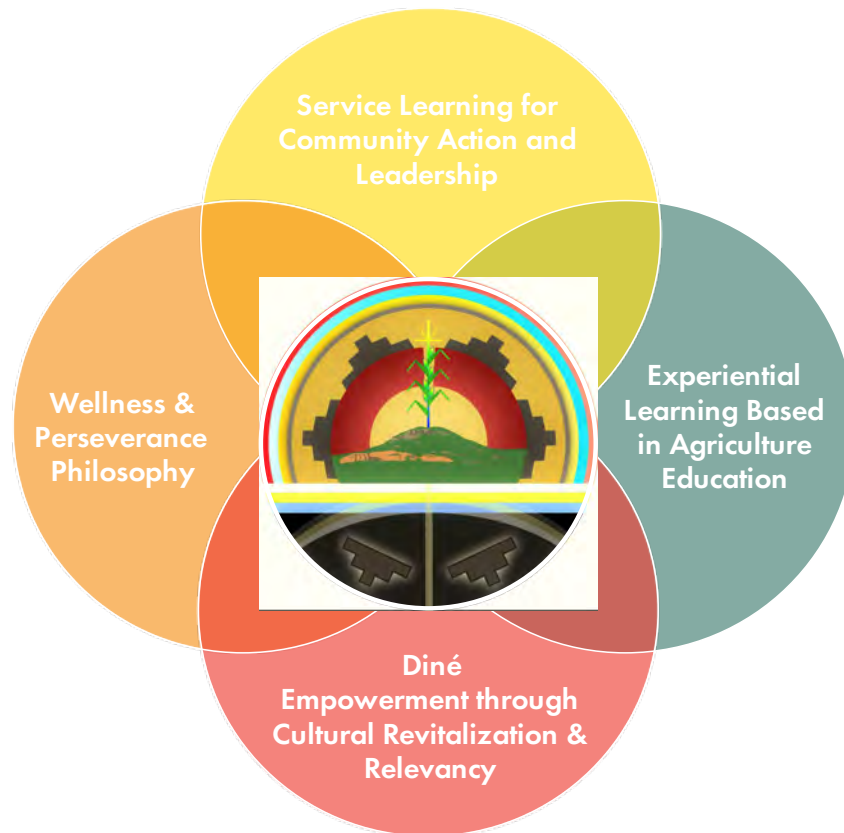 Service Learning for
Community Action and
Leadership
Wellness &
Perseverance
Philosophy
Experiential
Learning Based
in Agriculture
Education
Diné
Empowerment through
Cultural Revitalization &
Relevancy